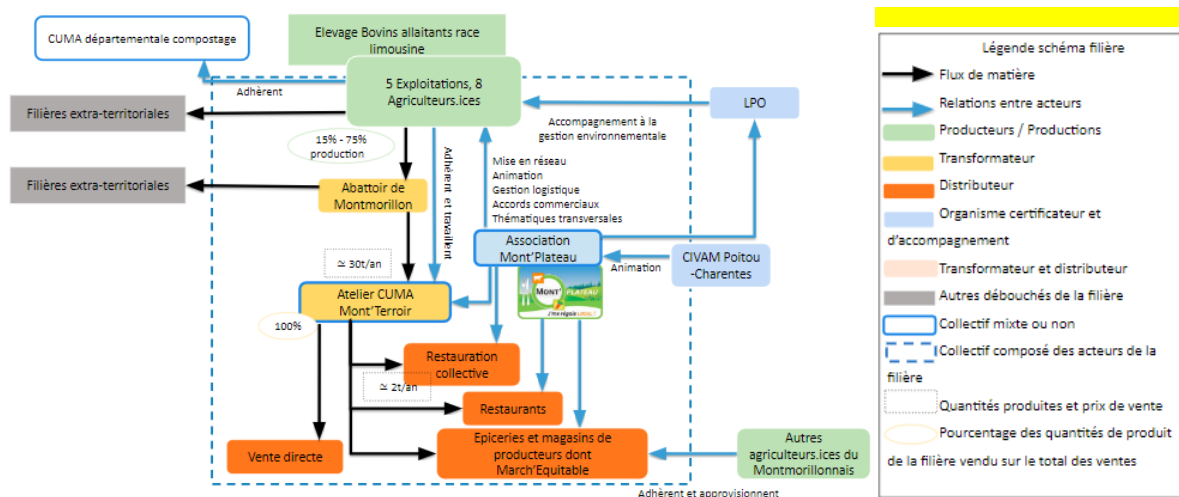 CUMA départementale compostage
Elevage Bovins allaitants race
limousine
5 Exploitations, 8
Agriculteurs.ices
Adhèrent
Filières extra-territoriales
15% - 75%
production
Filières extra-territoriales
Abattoir de
Montmorillon
Adhérent et travaillent
Mise en réseau
Animation
Gestion logistique
Accords commerciaux
Thématiques transversales
Accompagnement à la
gestion environnementale
LPO
Association
Mont'Plateau
Animation
CIVAM Poitou
-Charentes
MONT'
PLATEAU
J'me régale LOCAL !
≃ 30t/an
Atelier CUMA
Mont'Terroir
100%
Restauration
collective
≃ 2t/an
Restaurants
Vente directe
Epiceries et magasins de
producteurs dont
March'Equitable
Autres
agriculteurs.ices du
Montmorillonnais
Adhèrent et approvisionnent
Légende schéma filière
Flux de matière
Relations entre acteurs
Producteurs / Productions
Transformateur
Distributeur
Organisme certificateur et
d'accompagnement
Transformateur et distributeur
Autres débouchés de la filière
Collectif mixte ou non
Collectif composé des acteurs de la
filière
Quantités produites et prix de vente
Pourcentage des quantités de produit
de la filière vendu sur le total des ventes